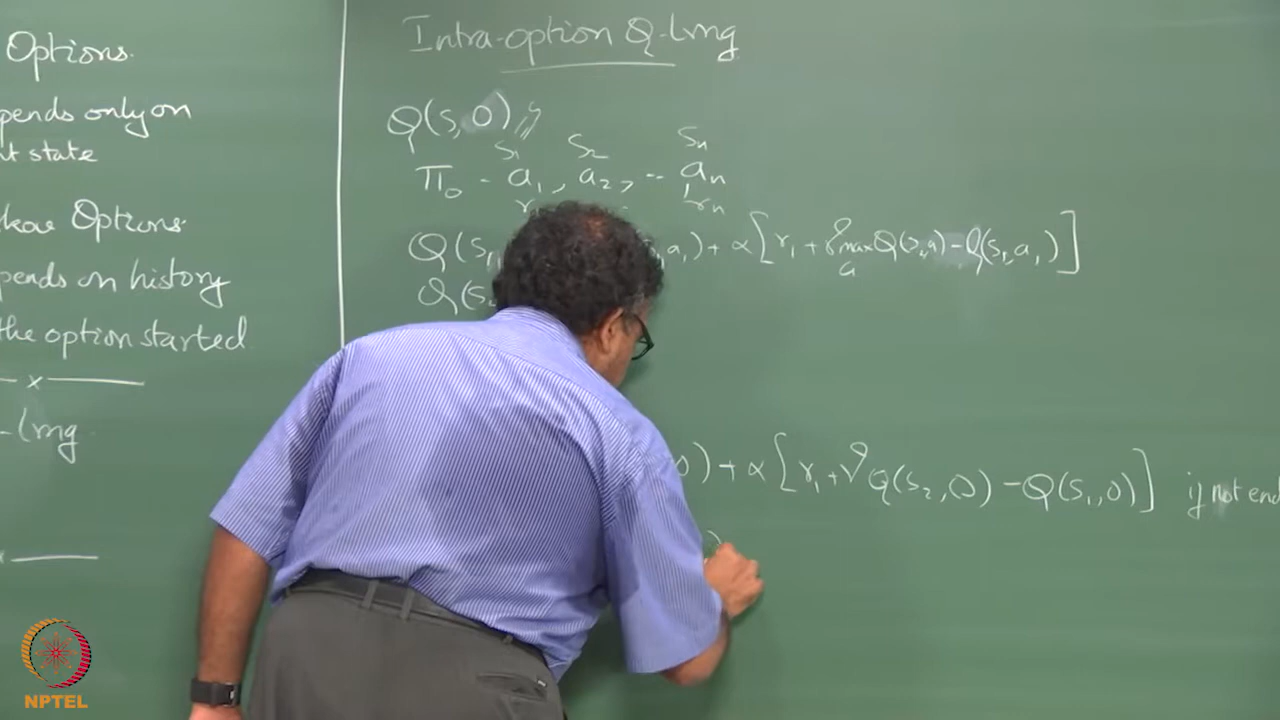 Options
pends only on
t state
kov Options
pends on history
the option started
x
-lrng
Intra-option Q-lrng
Q(s, O)
s₁ s₂ sₙ
π₀ - a₁, a₂, -- aₙ
r₁ rₙ
Q(s₁, a₁) + α[r₁ + γ max Q(s₂, a) - Q(s₁, a₁)]
a
Q(s₂
O) + α[r₁ + γ Q(s₂, O) - Q(s₁, O)] if not end
NPTEL